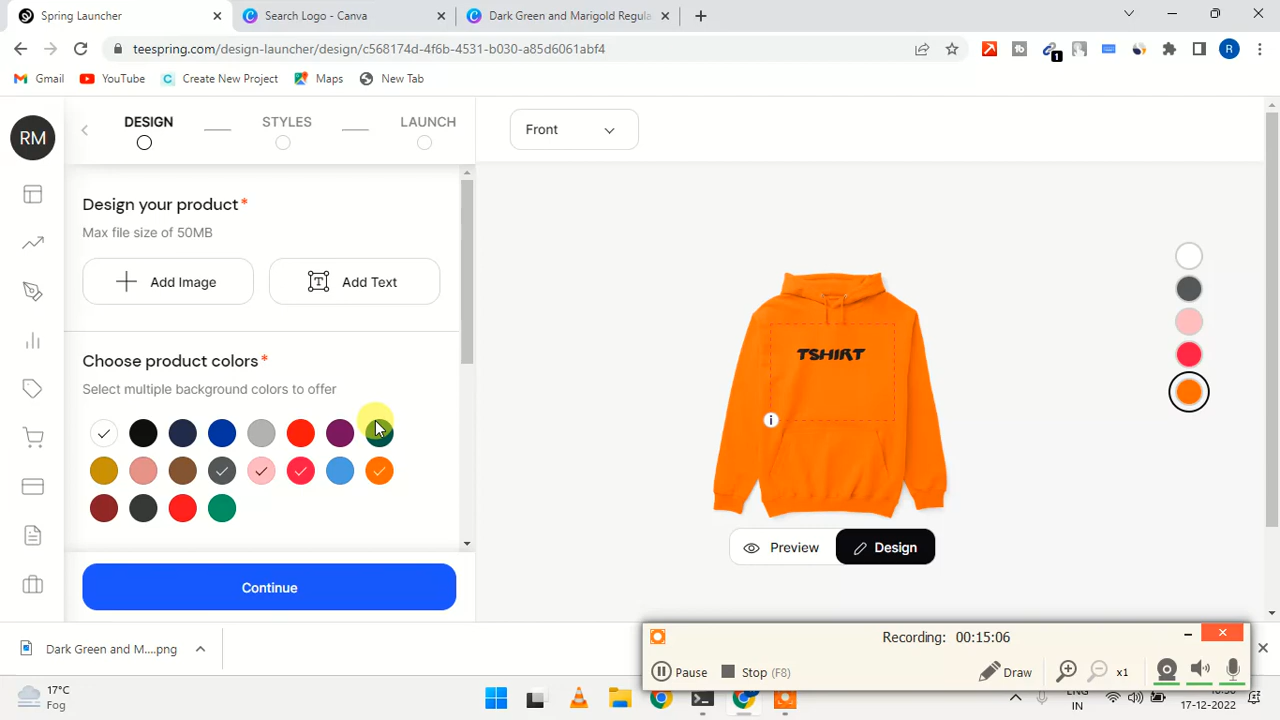 Spring Launcher
Search Logo - Canva
Dark Green and Marigold Regula
teespring.com/design-launcher/design/c568174d-4f6b-4531-b030-a85d6061abf4
1
R
Gmail
YouTube
Create New Project
Maps
New Tab
RM
DESIGN
STYLES
LAUNCH
Front
Design your product*
Max file size of 50MB
Add Image
T
Add Text
Choose product colors*
Select multiple background colors to offer
TSHIRT
i
Preview
Design
Continue
Recording: 00:15:06
Pause
Stop (F8)
Draw
x1
Dark Green and M....png
17°C
Fog
ENG
IN
17-12-2022